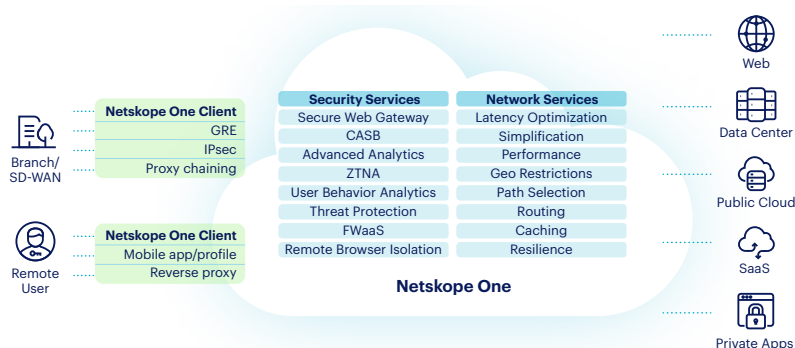 Branch/
SD-WAN
Netskope One Client
GRE
IPsec
Proxy chaining
Remote
User
Netskope One Client
Mobile app/profile
Reverse proxy
Security Services
Secure Web Gateway
CASB
Advanced Analytics
ZTNA
User Behavior Analytics
Threat Protection
FWaaS
Remote Browser Isolation
Network Services
Latency Optimization
Simplification
Performance
Geo Restrictions
Path Selection
Routing
Caching
Resilience
Netskope One
Web
Data Center
Public Cloud
SaaS
Private Apps